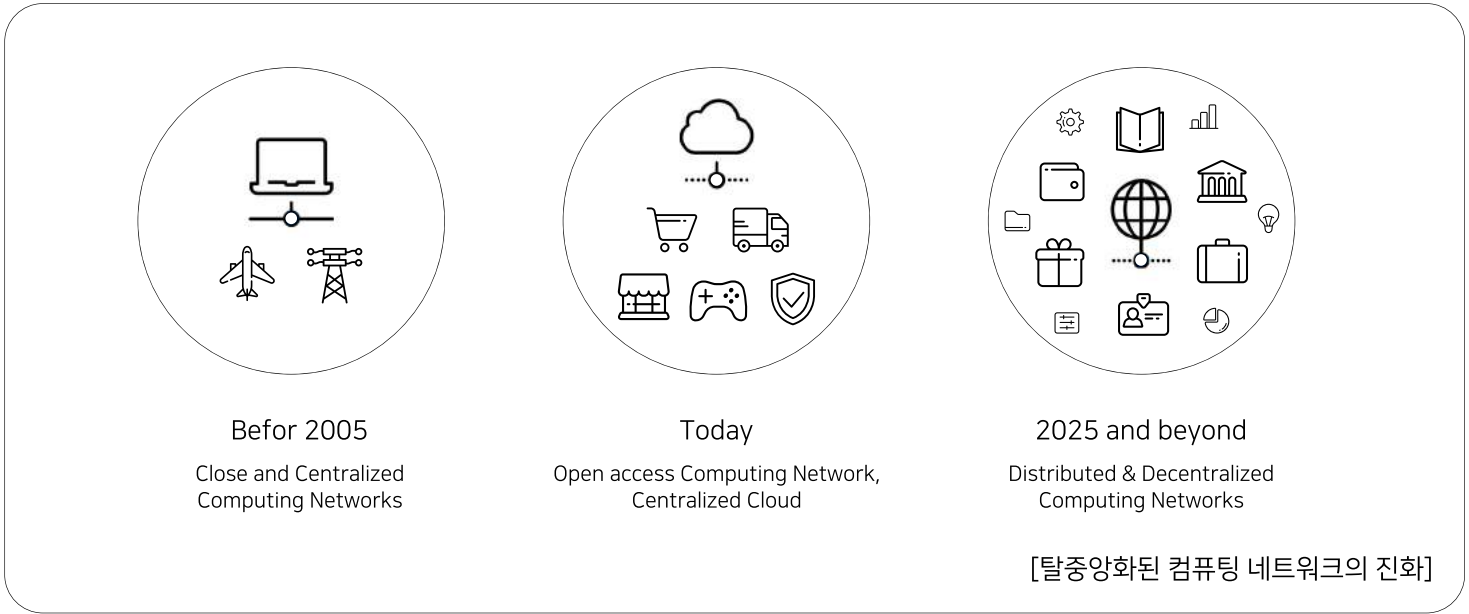 Befor 2005
Close and Centralized
Computing Networks
Today
Open access Computing Network,
Centralized Cloud
2025 and beyond
Distributed & Decentralized
Computing Networks
[탈중앙화된 컴퓨팅 네트워크의 진화]